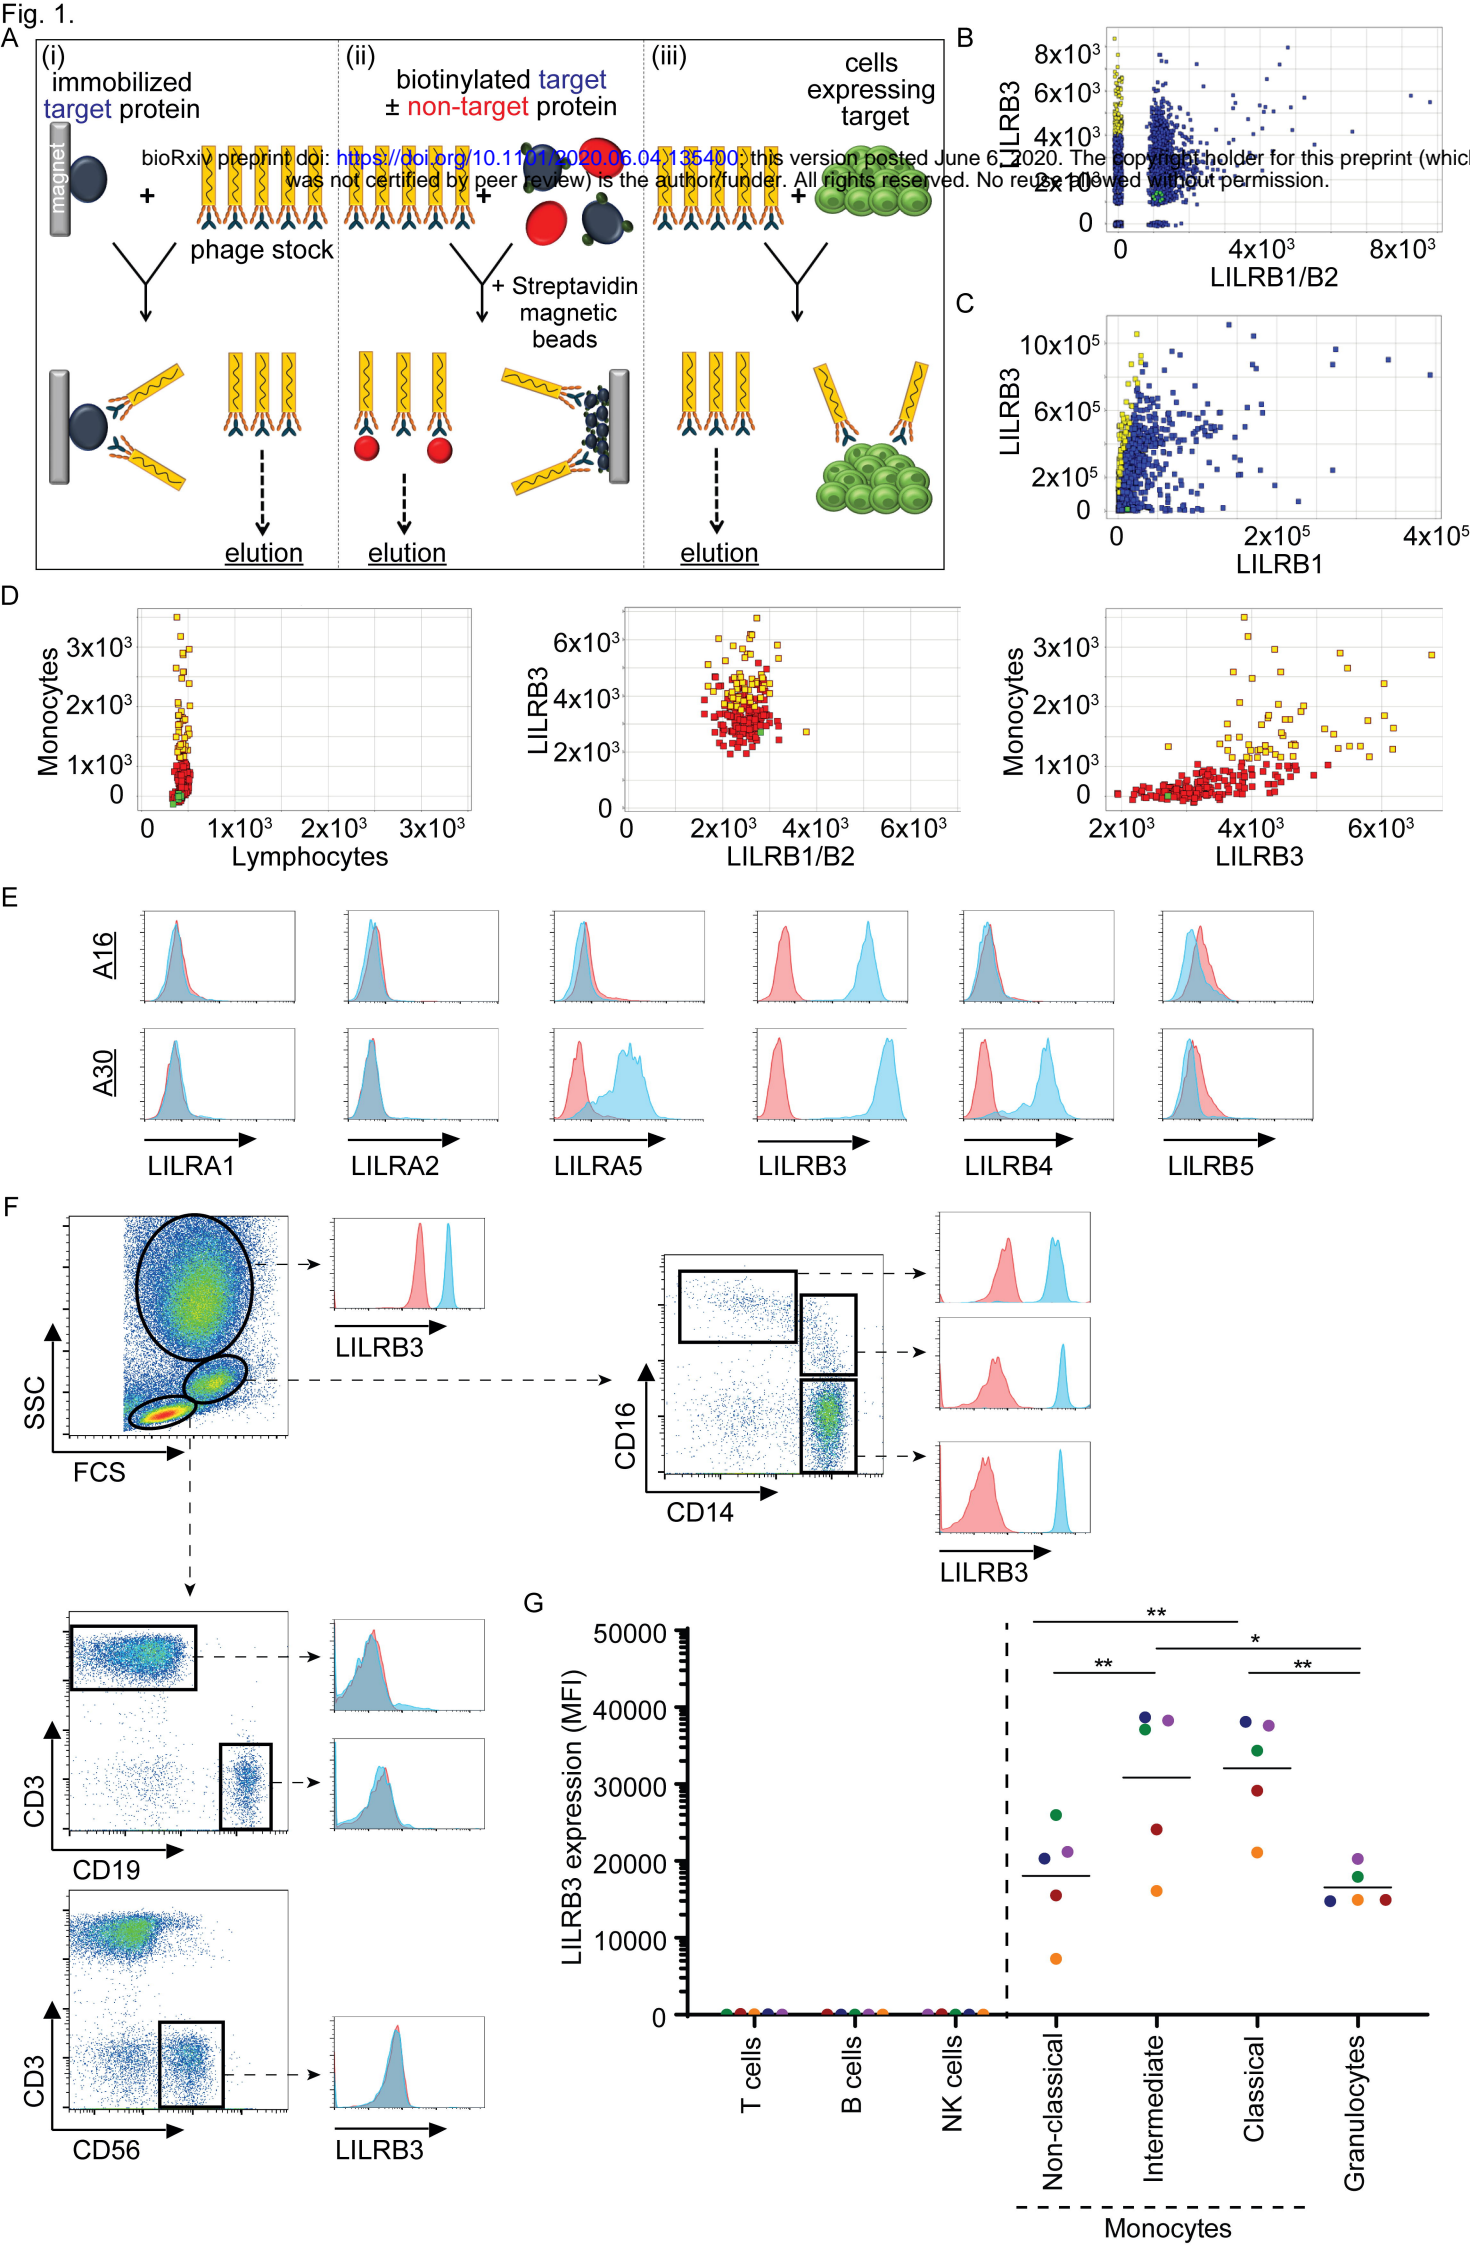 Fig. 1.
A
(i)
immobilized
target protein
magnet
+
phage stock
elution
(ii)
biotinylated target
± non-target protein
+
+ Streptavidin
magnetic
beads
elution
(iii)
cells
expressing
target
+
elution
bioRxiv preprint doi: https://doi.org/10.1101/2020.06.04.135400; this version posted June 6, 2020. The copyright holder for this preprint (which
was not certified by peer review) is the author/funder. All rights reserved. No reuse allowed without permission.
B
LILRB3
8x10³
6x10³
4x10³
2x10³
0
0 4x10³ 8x10³
LILRB1/B2
C
LILRB3
10x10⁵
6x10⁵
2x10⁵
0
0 2x10⁵ 4x10⁵
LILRB1
D
Monocytes
3x10³
2x10³
1x10³
0
0 1x10³ 2x10³ 3x10³
Lymphocytes
LILRB3
6x10³
4x10³
2x10³
0
0 2x10³ 4x10³ 6x10³
LILRB1/B2
Monocytes
3x10³
2x10³
1x10³
0
2x10³ 4x10³ 6x10³
LILRB3
E
A16
A30
LILRA1 LILRA2 LILRA5 LILRB3 LILRB4 LILRB5
F
SSC
FCS
LILRB3
CD16
CD14
LILRB3
CD3
CD19
CD3
CD56
LILRB3
G
LILRB3 expression (MFI)
50000
40000
30000
20000
10000
0
**
*
** **
T cells
B cells
NK cells
Non-classical
Intermediate
Classical
Granulocytes
Monocytes